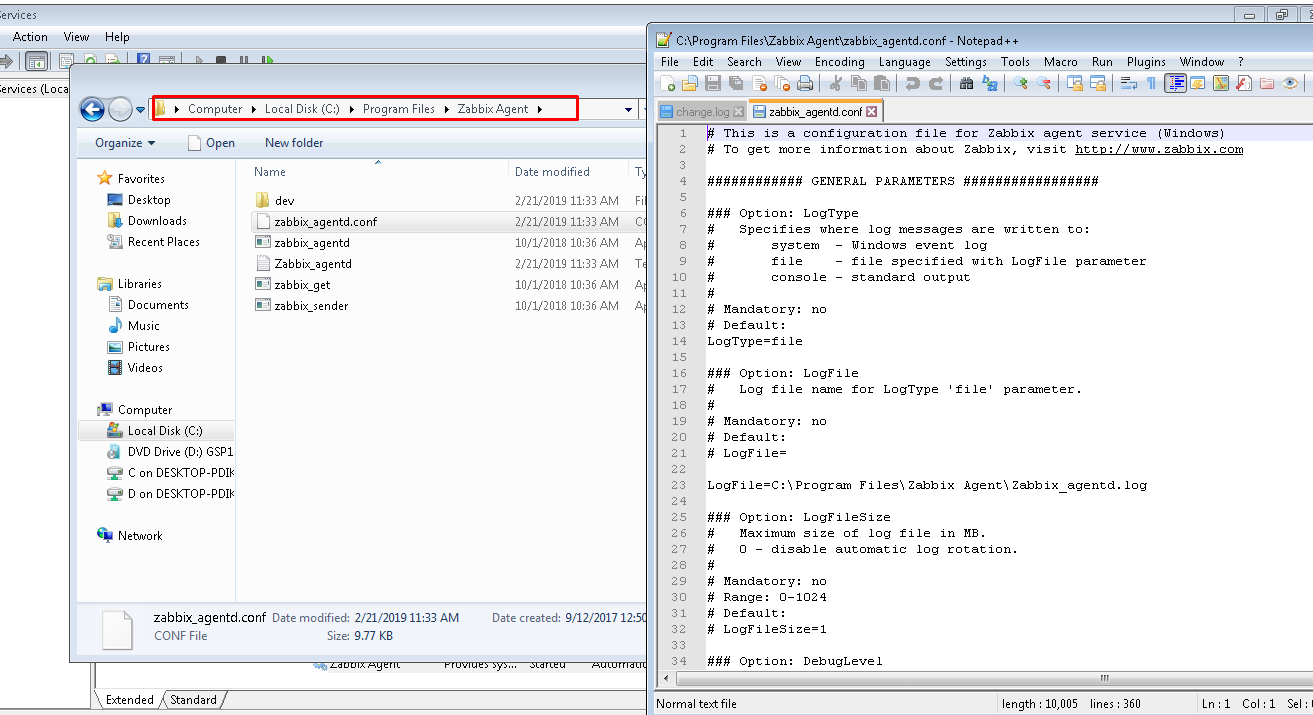 Services
Action View Help
Services (Loca
Computer Local Disk (C:) Program Files Zabbix Agent
Organize Open New folder
Favorites
Desktop
Downloads
Recent Places
Libraries
Documents
Music
Pictures
Videos
Computer
Local Disk (C:)
DVD Drive (D:) GSP1
C on DESKTOP-PDIK
D on DESKTOP-PDIK
Network
Name Date modified Ty
dev 2/21/2019 11:33 AM Fil
zabbix_agentd.conf 2/21/2019 11:33 AM CO
zabbix_agentd 10/1/2018 10:36 AM Ap
Zabbix_agentd 2/21/2019 11:33 AM Te
zabbix_get 10/1/2018 10:36 AM Ap
zabbix_sender 10/1/2018 10:36 AM Ap
zabbix_agentd.conf Date modified: 2/21/2019 11:33 AM Date created: 9/12/2017 12:50
CONF File Size: 9.77 KB
Zabbix Agent Provides sys... Started Automatic
Extended Standard
C:\Program Files\Zabbix Agent\zabbix_agentd.conf - Notepad++
File Edit Search View Encoding Language Settings Tools Macro Run Plugins Window ?
change.log zabbix_agentd.conf
1 # This is a configuration file for Zabbix agent service (Windows)
2 # To get more information about Zabbix, visit http://www.zabbix.com
3
4 ############ GENERAL PARAMETERS #################
5
6 ### Option: LogType
7 # Specifies where log messages are written to:
8 # system - Windows event log
9 # file - file specified with LogFile parameter
10 # console - standard output
11 #
12 # Mandatory: no
13 # Default:
14 LogType=file
15
16 ### Option: LogFile
17 # Log file name for LogType 'file' parameter.
18 #
19 # Mandatory: no
20 # Default:
21 # LogFile=
22
23 LogFile=C:\Program Files\Zabbix Agent\Zabbix_agentd.log
24
25 ### Option: LogFileSize
26 # Maximum size of log file in MB.
27 # 0 - disable automatic log rotation.
28 #
29 # Mandatory: no
30 # Range: 0-1024
31 # Default:
32 # LogFileSize=1
33
34 ### Option: DebugLevel
Normal text file length : 10,005 lines : 360 Ln : 1 Col : 1 Sel :